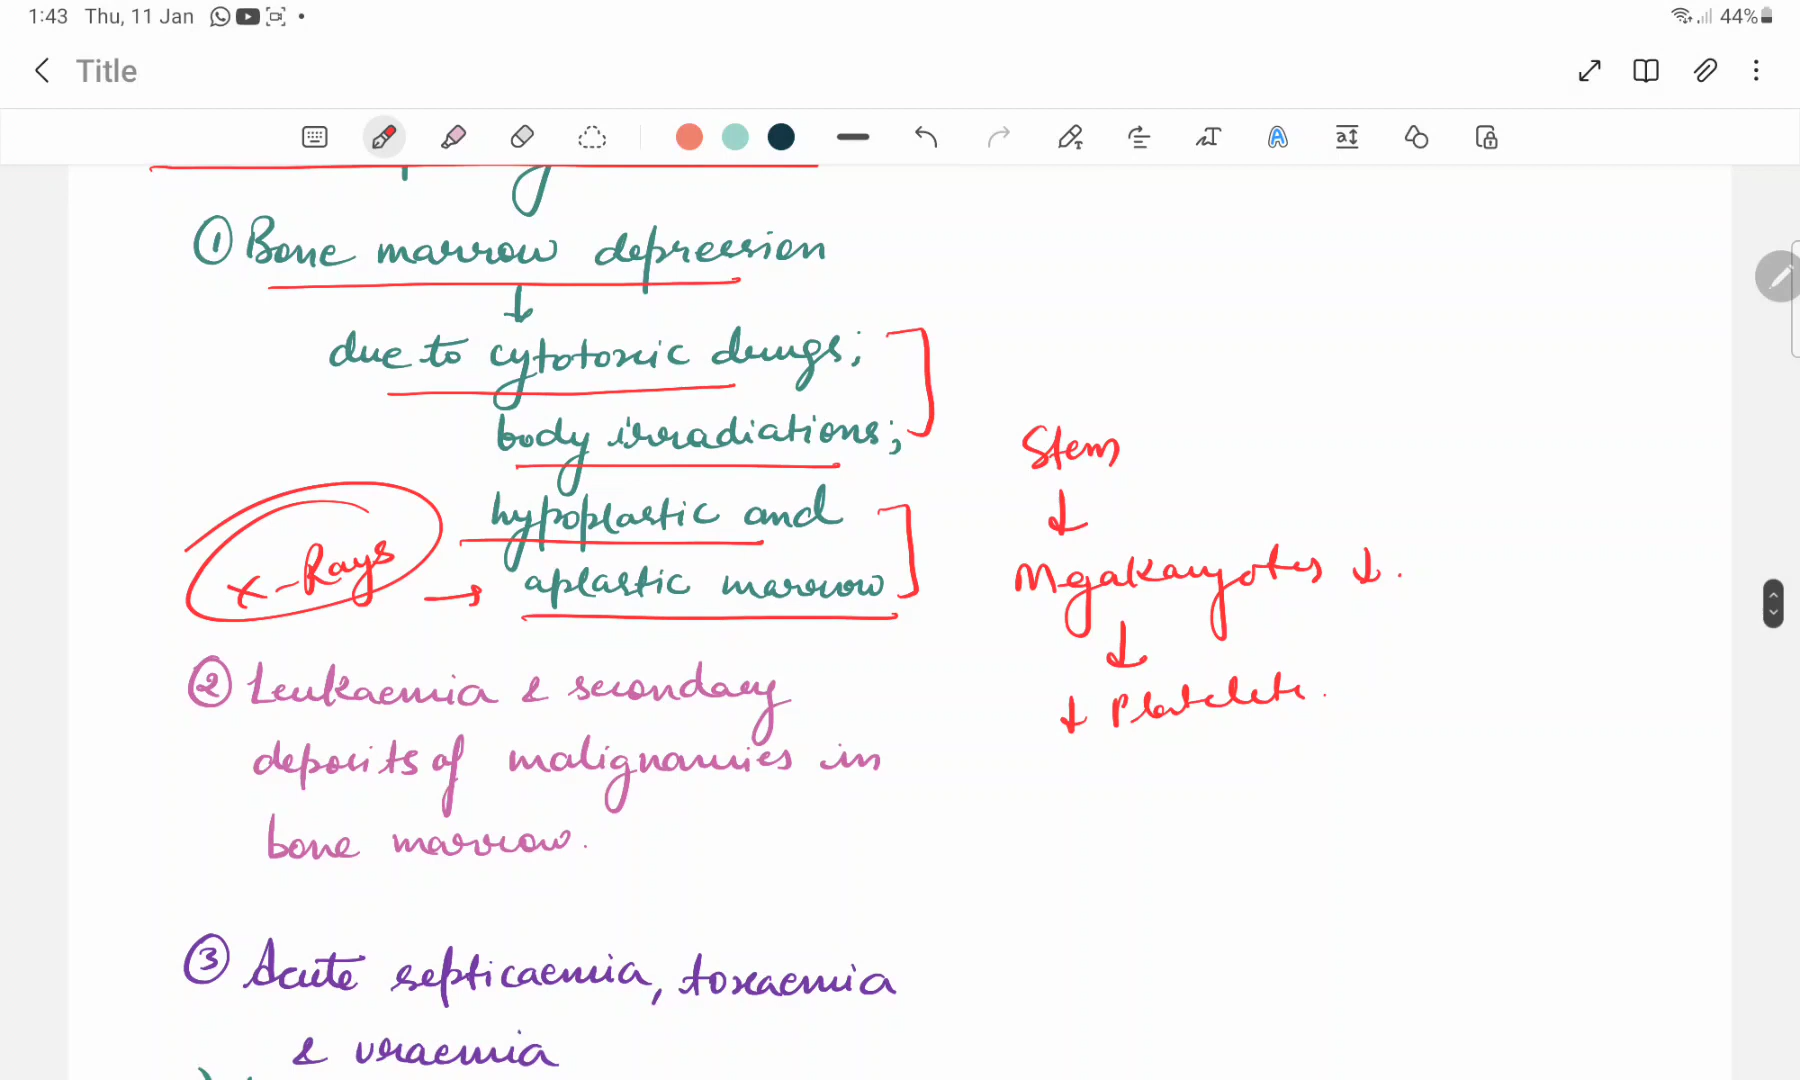 1:43 Thu, 11 Jan
44%
Title
① Bone marrow depression
↓
due to cytotoxic drugs;
body irradiations;
hypoplastic and
aplastic marrow
X-Rays →
Stem
↓
Mgakaryotes ↓.
↓
↓ Platelets.
② Leukaemia & secondary
deposits of malignancies in
bone marrow.
③ Acute septicaemia, toxaemia
& uraemia